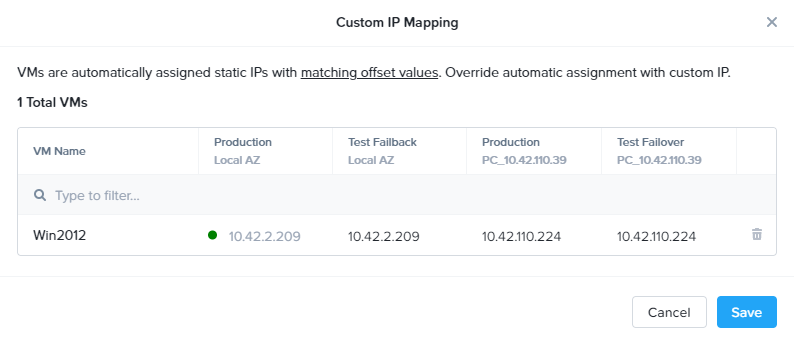 Custom IP Mapping
VMs are automatically assigned static IPs with matching offset values. Override automatic assignment with custom IP.
1 Total VMs
VM Name
Production
Local AZ
Test Failback
Local AZ
Production
PC_10.42.110.39
Test Failover
PC_10.42.110.39
Type to filter...
Win2012 10.42.2.209 10.42.2.209 10.42.110.224 10.42.110.224
Cancel Save